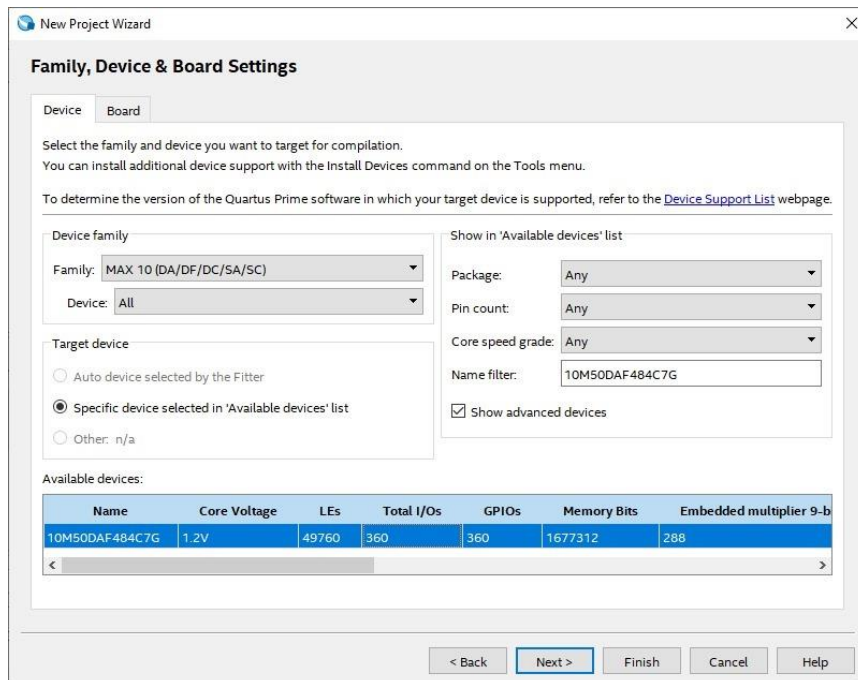 New Project Wizard
Family, Device & Board Settings
Device Board
Select the family and device you want to target for compilation.
You can install additional device support with the Install Devices command on the Tools menu.
To determine the version of the Quartus Prime software in which your target device is supported, refer to the Device Support List webpage.
Device family
Family: MAX 10 (DA/DF/DC/SA/SC)
Device: All
Target device
Auto device selected by the Fitter
Specific device selected in 'Available devices' list
Other: n/a
Show in 'Available devices' list
Package: Any
Pin count: Any
Core speed grade: Any
Name filter: 10M50DAF484C7G
Show advanced devices
Available devices:
Name Core Voltage LEs Total I/Os GPIOs Memory Bits Embedded multiplier 9-b
10M50DAF484C7G 1.2V 49760 360 360 1677312 288
< Back Next > Finish Cancel Help